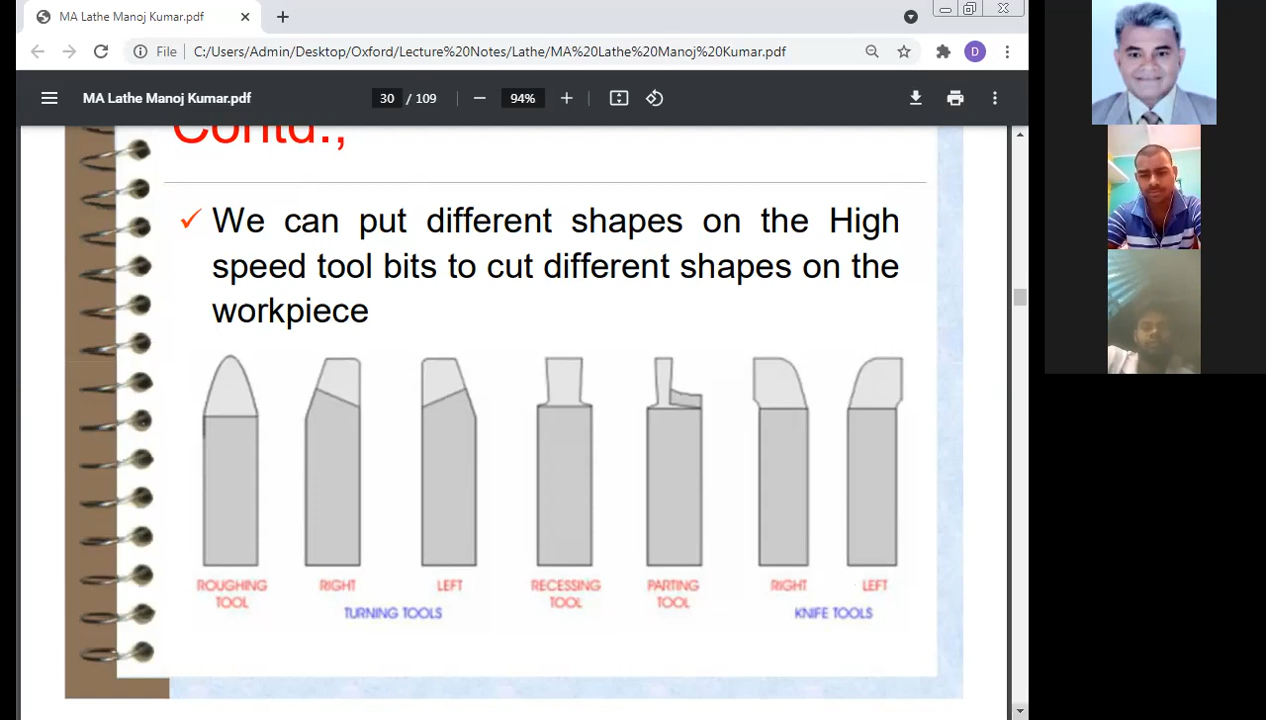 MA Lathe Manoj Kumar.pdf
File
C:/Users/Admin/Desktop/Oxford/Lecture%20Notes/Lathe/MA%20Lathe%20Manoj%20Kumar.pdf
D
MA Lathe Manoj Kumar.pdf
30 / 109
94%
Contd.,
We can put different shapes on the High
speed tool bits to cut different shapes on the
workpiece
ROUGHING
TOOL
RIGHT
LEFT
TURNING TOOLS
RECESSING
TOOL
PARTING
TOOL
RIGHT
LEFT
KNIFE TOOLS